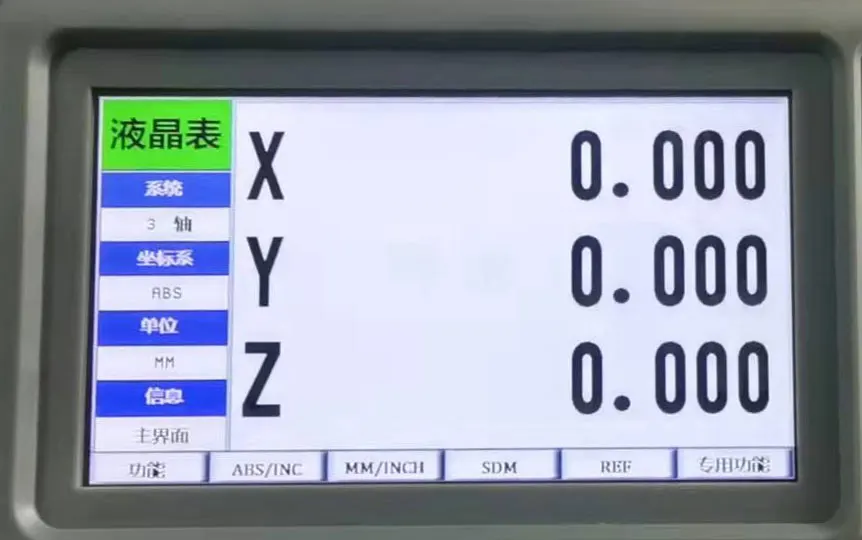 液晶表
系统
3 轴
坐标系
ABS
单位
MM
信息
主界面
X 0.000
Y 0.000
Z 0.000
功能 ABS/INC MM/INCH SDM REF 专用功能